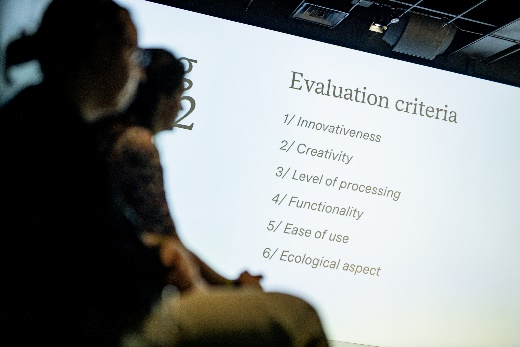 Evaluation criteria
1/ Innovativeness
2/ Creativity
3/ Level of processing
4/ Functionality
5/ Ease of use
6/ Ecological aspect